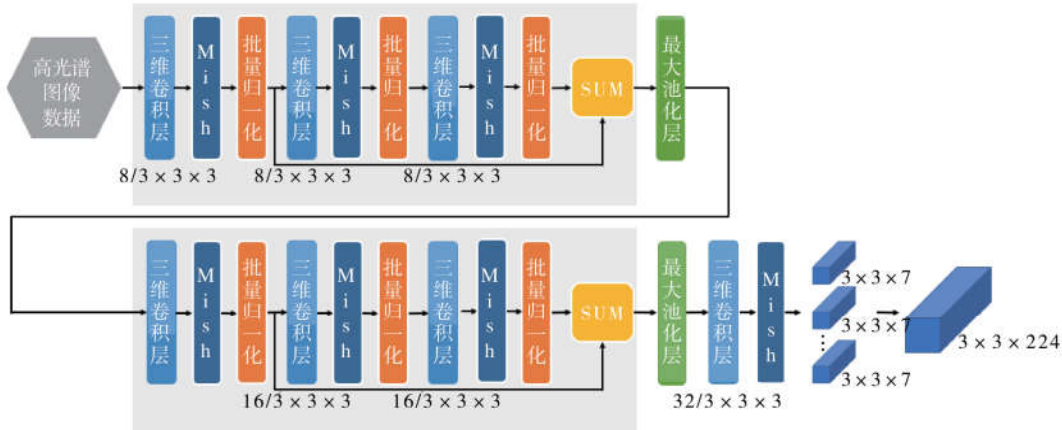 高光谱
图像
数据
三维卷积层
Mish
批量归一化
三维卷积层
Mish
批量归一化
三维卷积层
Mish
批量归一化
SUM
最大池化层
8/3 × 3 × 3
8/3 × 3 × 3
8/3 × 3 × 3
三维卷积层
Mish
批量归一化
三维卷积层
Mish
批量归一化
三维卷积层
Mish
批量归一化
SUM
最大池化层
三维卷积层
Mish
3 × 3 × 7
3 × 3 × 7
⋮
3 × 3 × 7
3 × 3 × 224
16/3 × 3 × 3
16/3 × 3 × 3
32/3 × 3 × 3